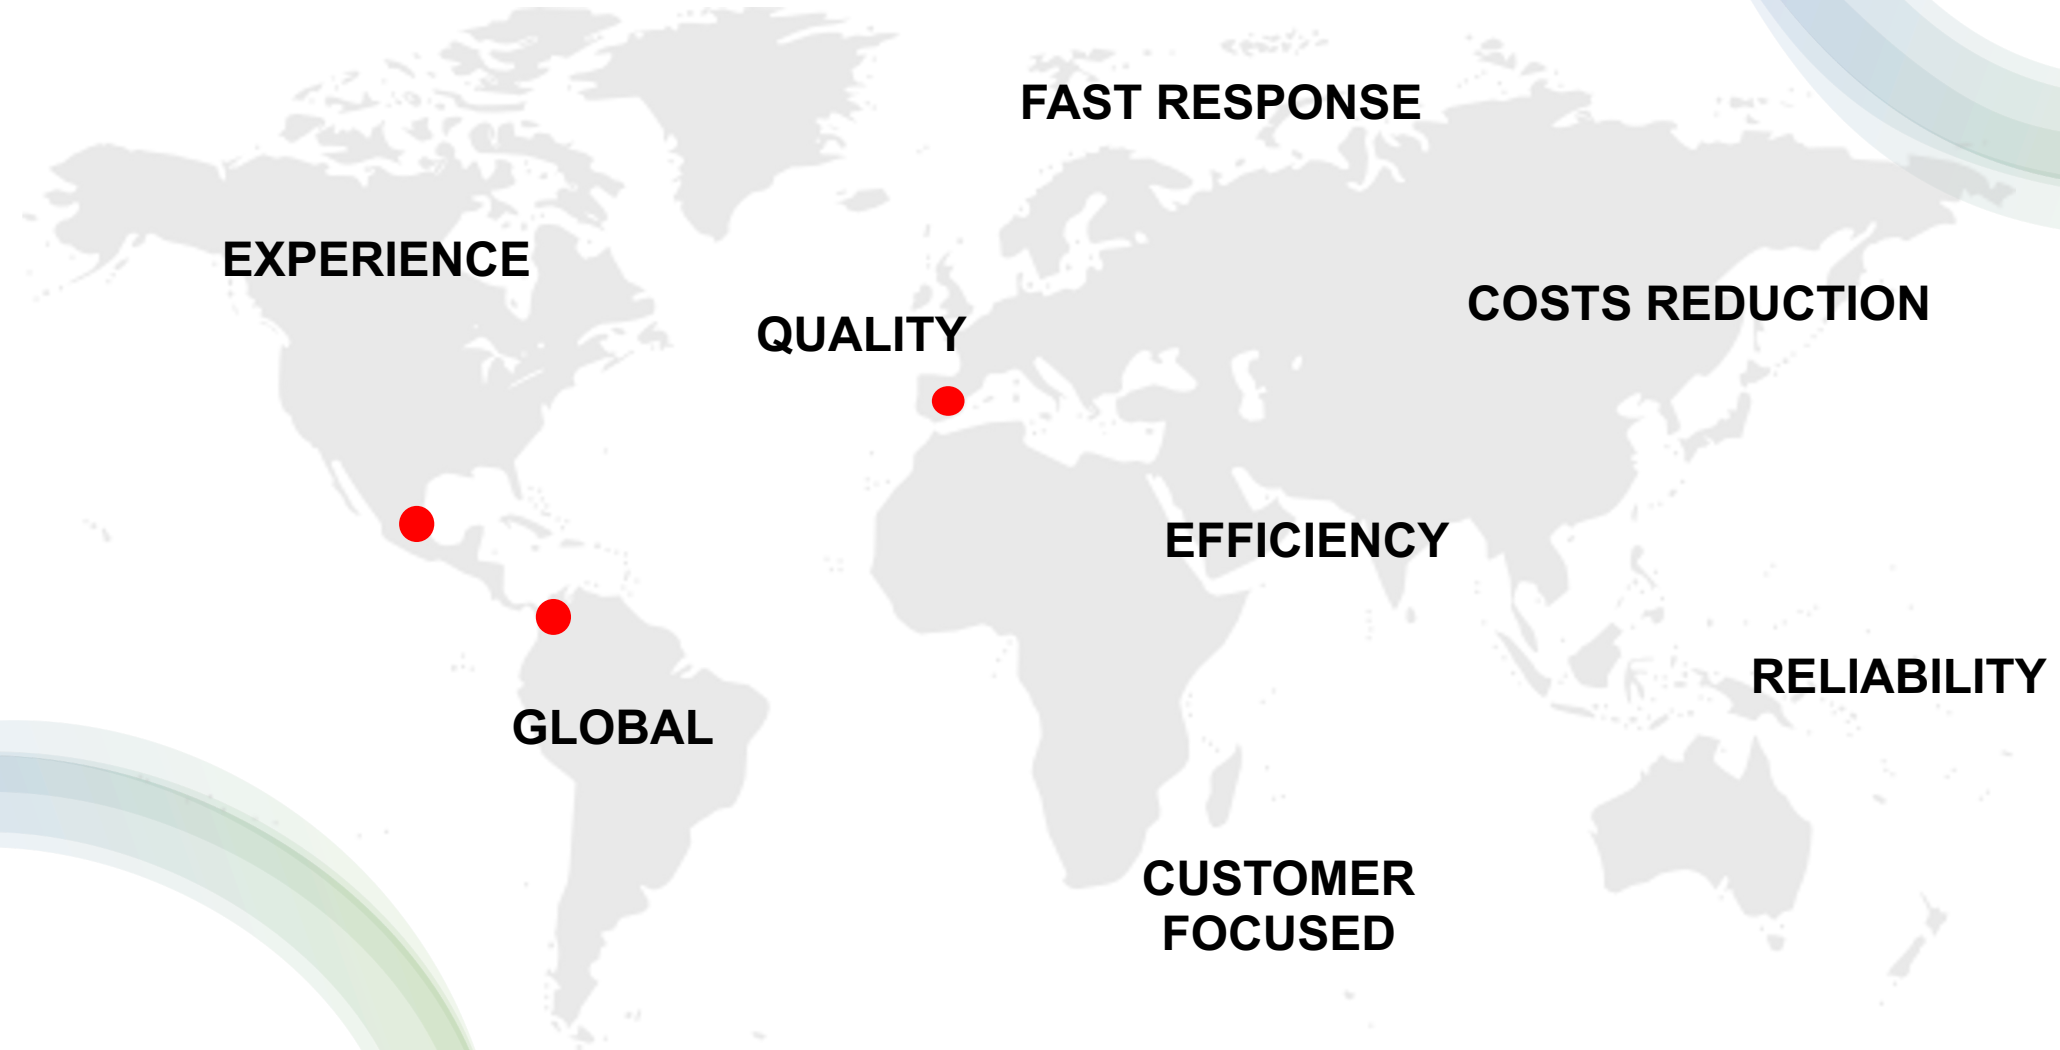 FAST RESPONSE
EXPERIENCE
COSTS REDUCTION
QUALITY
EFFICIENCY
RELIABILITY
GLOBAL
CUSTOMER
FOCUSED